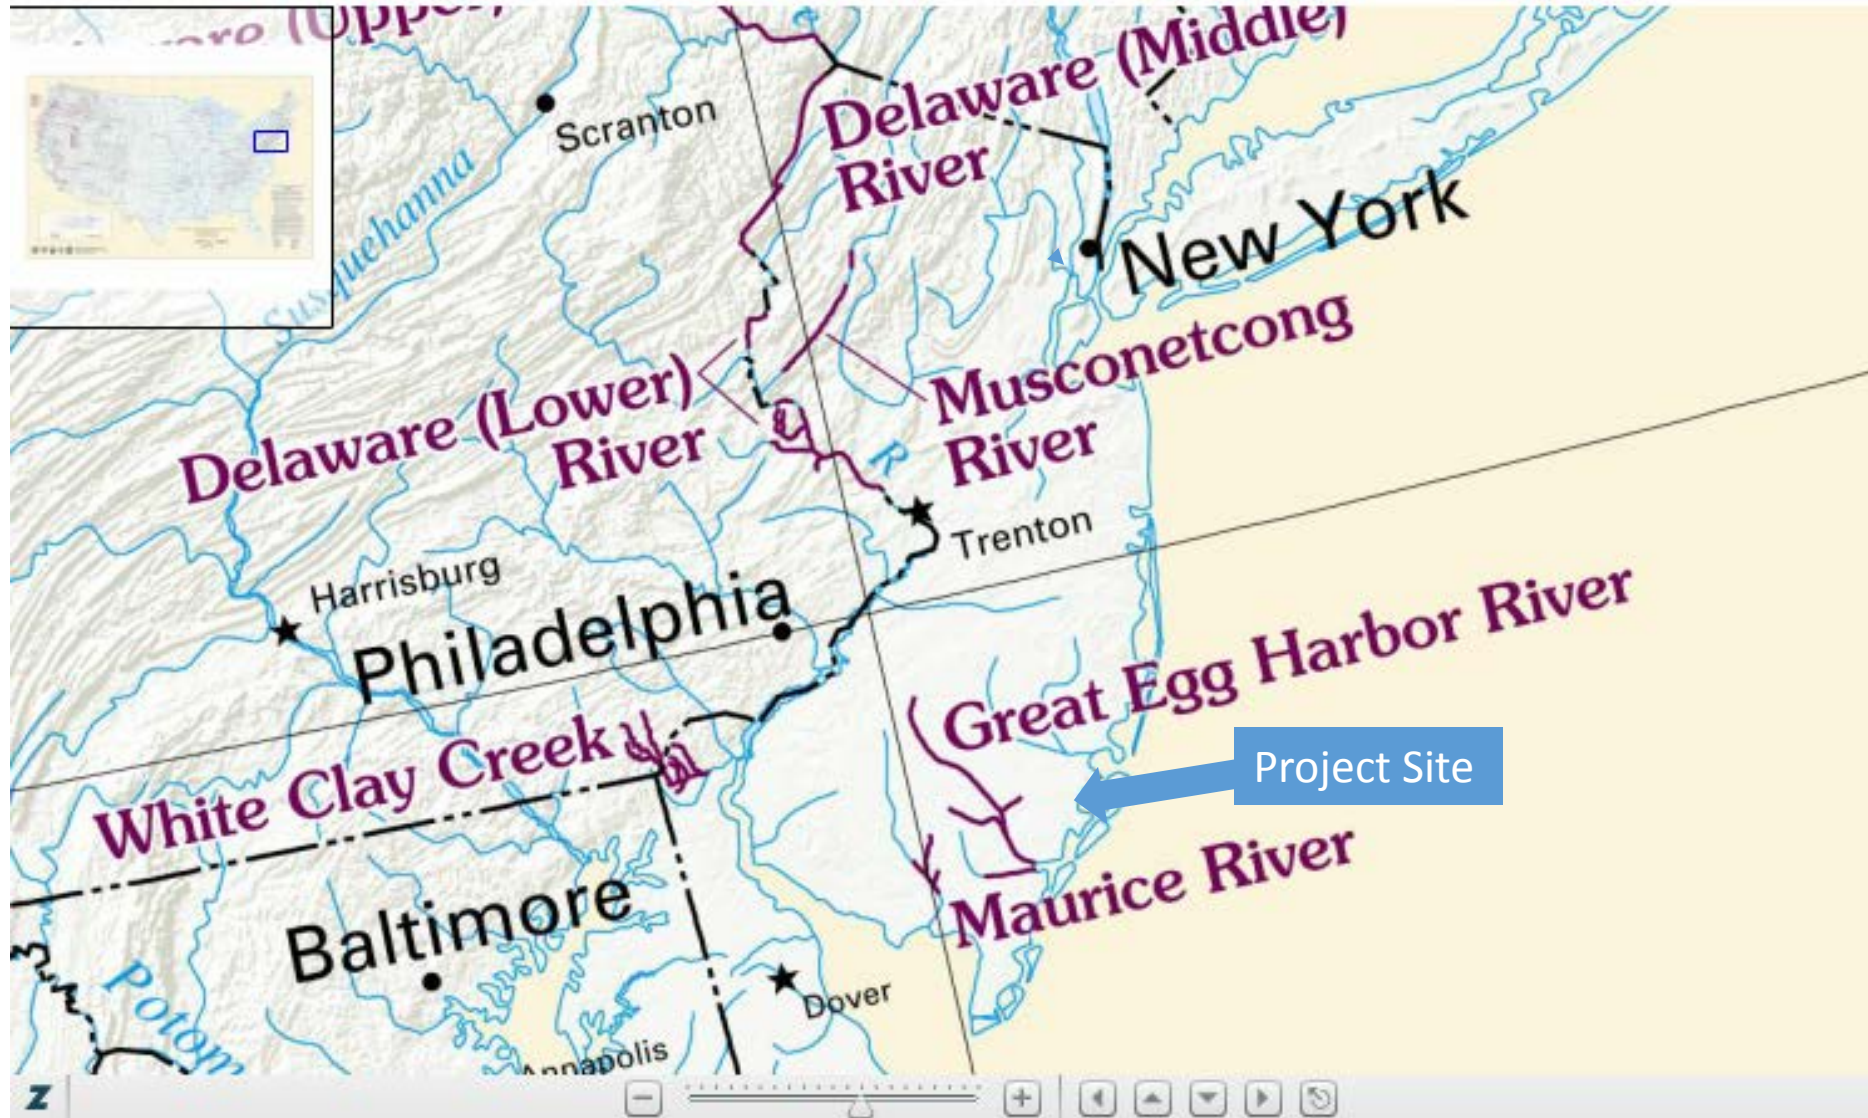 Delaware (Middle)
River
Scranton
Susquehanna
New York
Musconetcong
River
Delaware (Lower)
River
R
Trenton
Harrisburg
Philadelphia
Great Egg Harbor River
Project Site
White Clay Creek
Maurice River
Baltimore
Dover
Annapolis
Potom
Z